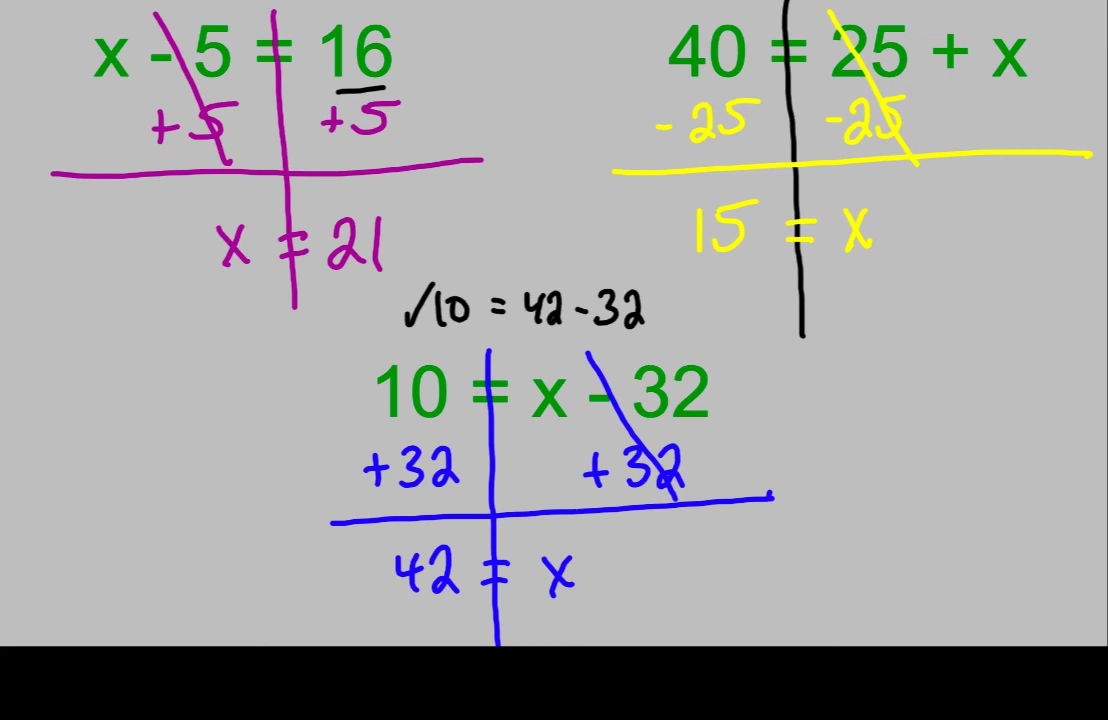 x - 5 = 16
+5 +5
x = 21
40 = 25 + x
-25 -25
15 = x
✓10 = 42-32
10 = x - 32
+32 +32
42 = x